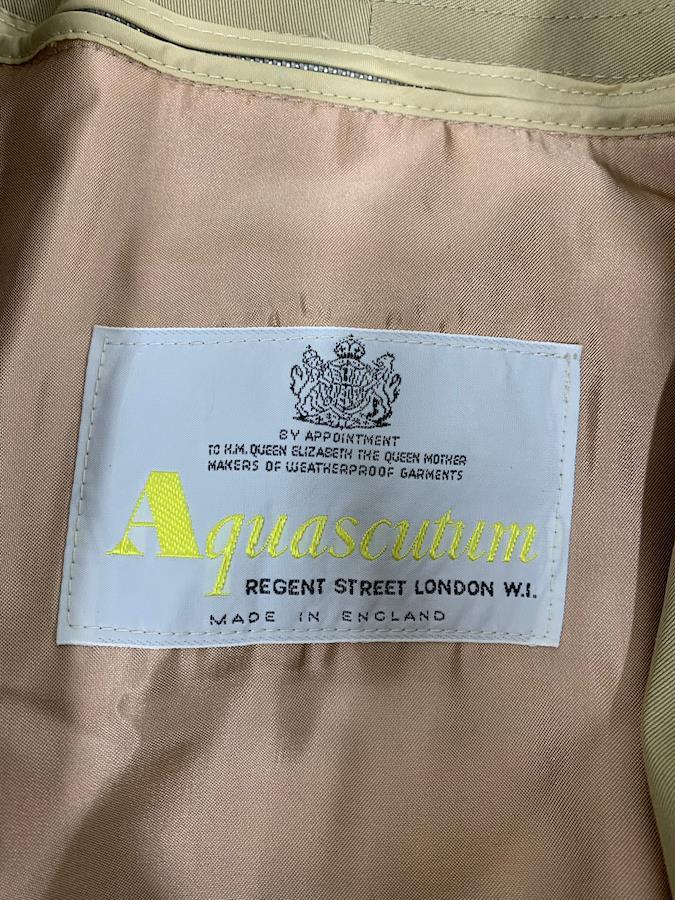 BY APPOINTMENT
TO H.M. QUEEN ELIZABETH THE QUEEN MOTHER
MAKERS OF WEATHERPROOF GARMENTS
Aquascutum
REGENT STREET LONDON W.I.
MADE IN ENGLAND